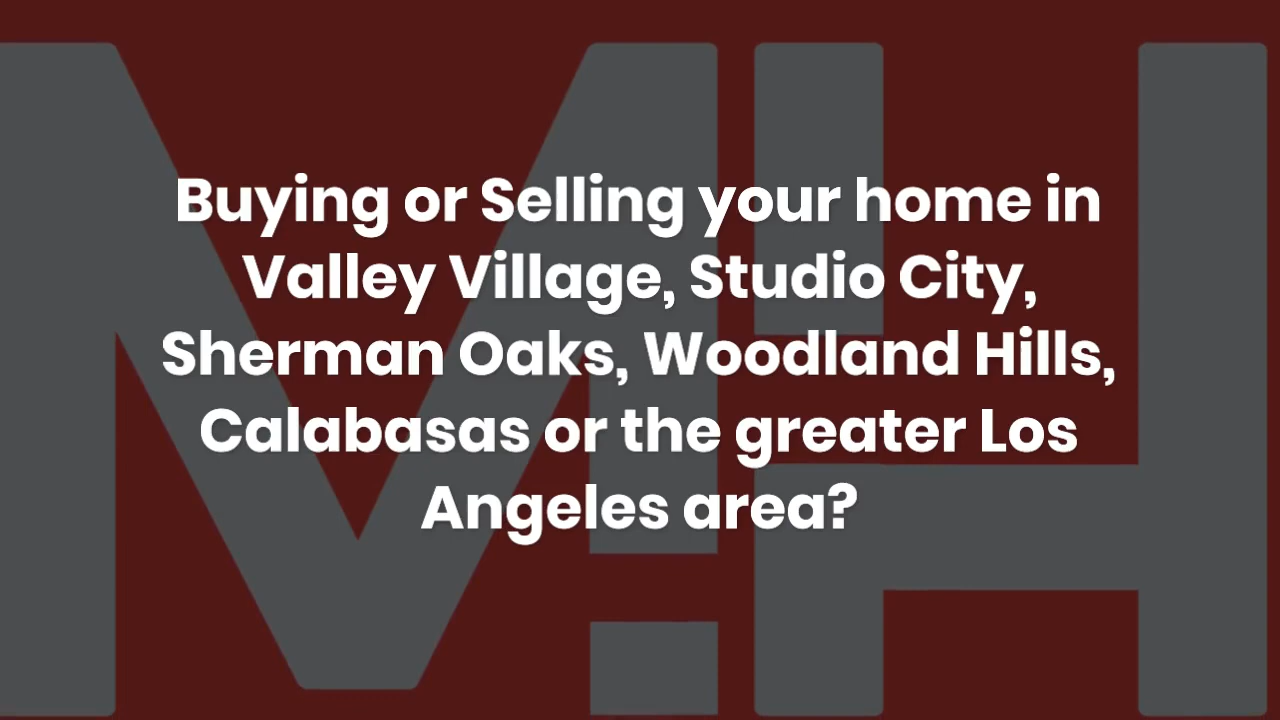 Buying or Selling your home in
Valley Village, Studio City,
Sherman Oaks, Woodland Hills,
Calabasas or the greater Los
Angeles area?
MH